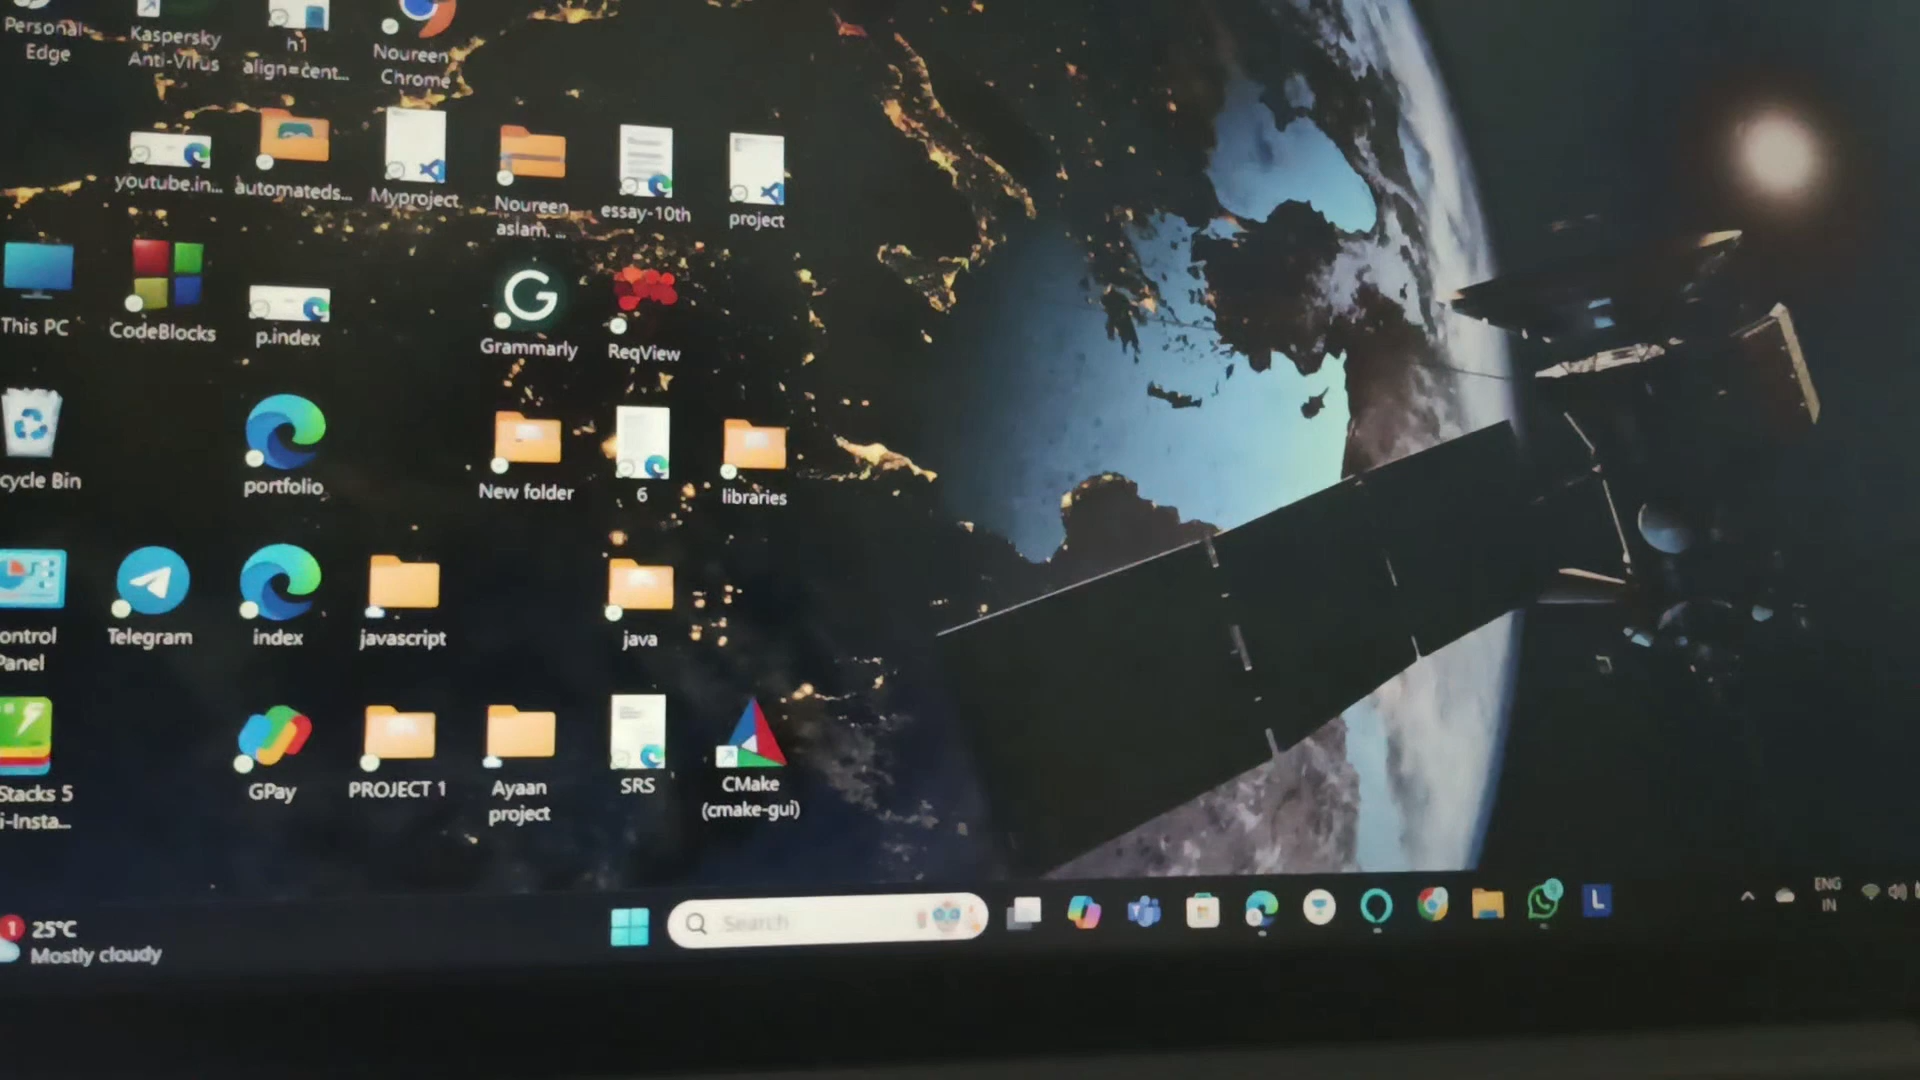 Personal
Edge
Kaspersky
Anti-Virus
h1
align=cent...
Noureen
Chrome
youtube.in...
automateds...
Myproject
Noureen
aslam. ...
essay-10th
project
This PC
CodeBlocks
p.index
Grammarly
ReqView
cycle Bin
portfolio
New folder
6
libraries
ontrol
Panel
Telegram
index
javascript
java
Stacks 5
i-Insta...
GPay
PROJECT 1
Ayaan
project
SRS
CMake
(cmake-gui)
1
25°C
Mostly cloudy
Search
L
ENG
IN